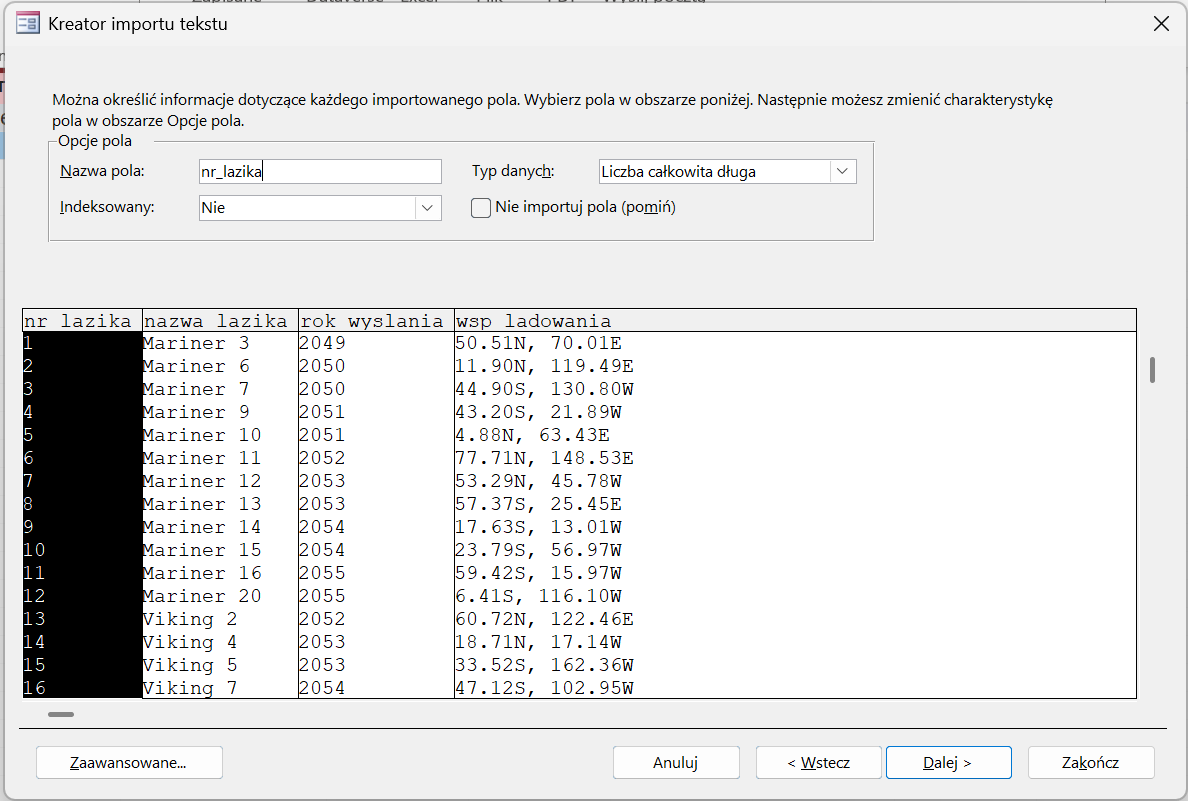 Kreator importu tekstu
Można określić informacje dotyczące każdego importowanego pola. Wybierz pola w obszarze poniżej. Następnie możesz zmienić charakterystykę
pola w obszarze Opcje pola.
Opcje pola
Nazwa pola: nr_lazika Typ danych: Liczba całkowita długa
Indeksowany: Nie Nie importuj pola (pomiń)
nr lazika nazwa lazika rok wyslania wsp ladowania
1 Mariner 3 2049 50.51N, 70.01E
2 Mariner 6 2050 11.90N, 119.49E
3 Mariner 7 2050 44.90S, 130.80W
4 Mariner 9 2051 43.20S, 21.89W
5 Mariner 10 2051 4.88N, 63.43E
6 Mariner 11 2052 77.71N, 148.53E
7 Mariner 12 2053 53.29N, 45.78W
8 Mariner 13 2053 57.37S, 25.45E
9 Mariner 14 2054 17.63S, 13.01W
10 Mariner 15 2054 23.79S, 56.97W
11 Mariner 16 2055 59.42S, 15.97W
12 Mariner 20 2055 6.41S, 116.10W
13 Viking 2 2052 60.72N, 122.46E
14 Viking 4 2053 18.71N, 17.14W
15 Viking 5 2053 33.52S, 162.36W
16 Viking 7 2054 47.12S, 102.95W
Zaawansowane... Anuluj < Wstecz Dalej > Zakończ